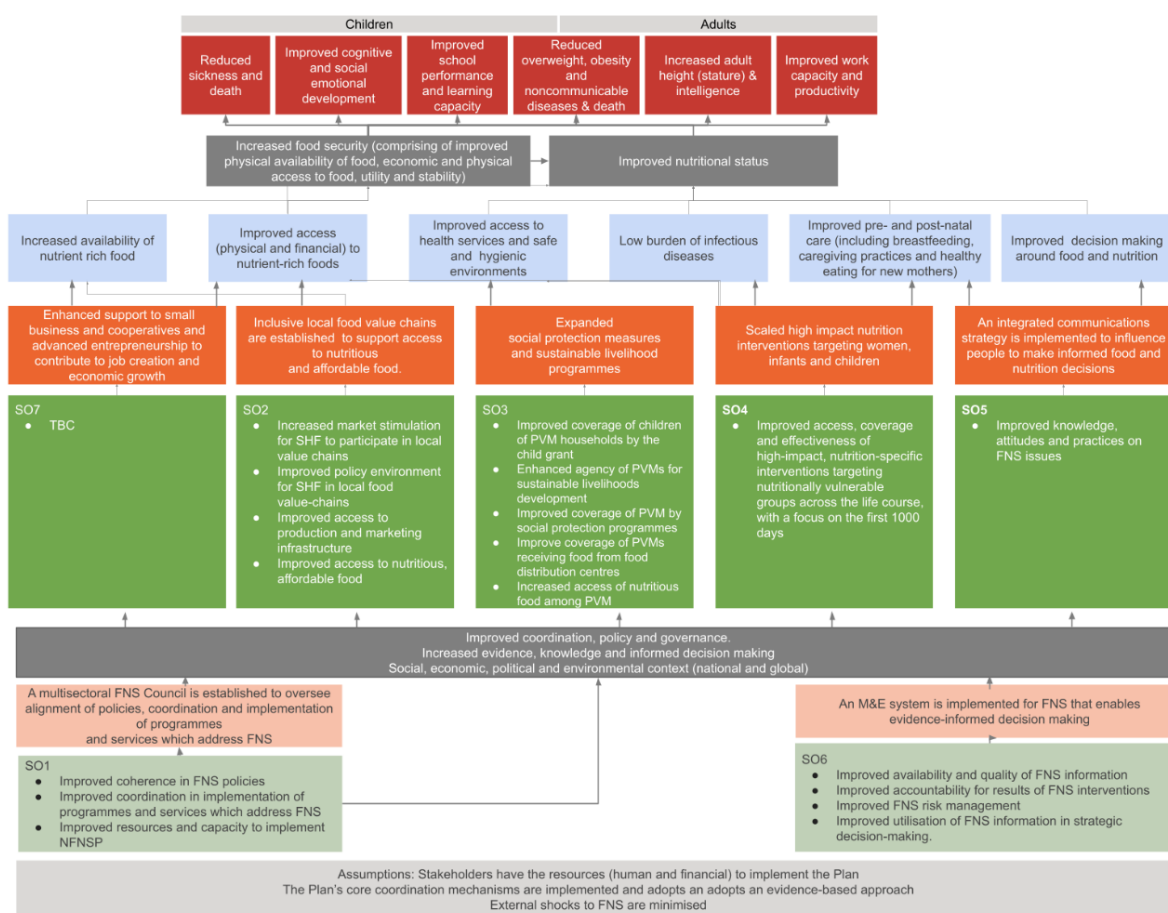 Children
Adults
Reduced
sickness and
death
Improved cognitive
and social
emotional
development
Improved
school
performance
and learning
capacity
Reduced
overweight, obesity
and
noncommunicable
diseases & death
Increased adult
height (stature) &
intelligence
Improved work
capacity and
productivity
Increased food security (comprising of improved
physical availability of food, economic and physical
access to food, utility and stability)
Improved nutritional status
Increased availability of
nutrient rich food
Improved access
(physical and financial) to
nutrient-rich foods
Improved access to
health services and safe
and hygienic
environments
Low burden of infectious
diseases
Improved pre- and post-natal
care (including breastfeeding,
caregiving practices and healthy
eating for new mothers)
Improved decision making
around food and nutrition
Enhanced support to small
business and cooperatives and
advanced entrepreneurship to
contribute to job creation and
economic growth
Inclusive local food value chains
are established to support access
to nutritious
and affordable food.
Expanded
social protection measures
and sustainable livelihood
programmes
Scaled high impact nutrition
interventions targeting women,
infants and children
An integrated communications
strategy is implemented to influence
people to make informed food and
nutrition decisions
SO7
● TBC
SO2
● Increased market stimulation
for SHF to participate in local
value chains
● Improved policy environment
for SHF in local food
value-chains
● Improved access to
production and marketing
infrastructure
● Improved access to nutritious,
affordable food
SO3
● Improved coverage of children
of PVM households by the
child grant
● Enhanced agency of PVMs for
sustainable livelihoods
development
● Improved coverage of PVM by
social protection programmes
● Improve coverage of PVMs
receiving food from food
distribution centres
● Increased access of nutritious
food among PVM
SO4
● Improved access, coverage
and effectiveness of
high-impact, nutrition-specific
interventions targeting
nutritionally vulnerable
groups across the life course,
with a focus on the first 1000
days
SO5
● Improved knowledge,
attitudes and practices on
FNS issues
Improved coordination, policy and governance.
Increased evidence, knowledge and informed decision making
Social, economic, political and environmental context (national and global)
A multisectoral FNS Council is established to oversee
alignment of policies, coordination and implementation
of programmes
and services which address FNS
An M&E system is implemented for FNS that enables
evidence-informed decision making
SO1
● Improved coherence in FNS policies
● Improved coordination in implementation of
programmes and services which address FNS
● Improved resources and capacity to implement
NFNSP
SO6
● Improved availability and quality of FNS information
● Improved accountability for results of FNS interventions
● Improved FNS risk management
● Improved utilisation of FNS information in strategic
decision-making.
Assumptions: Stakeholders have the resources (human and financial) to implement the Plan
The Plan's core coordination mechanisms are implemented and adopts an adopts an evidence-based approach
External shocks to FNS are minimised